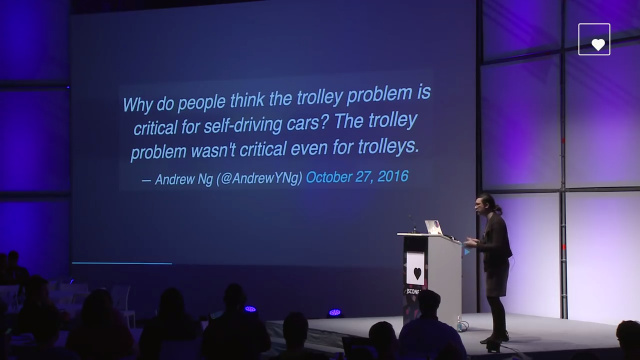 Why do people think the trolley problem is
critical for self-driving cars? The trolley
problem wasn't critical even for trolleys.
— Andrew Ng (@AndrewYNg) October 27, 2016